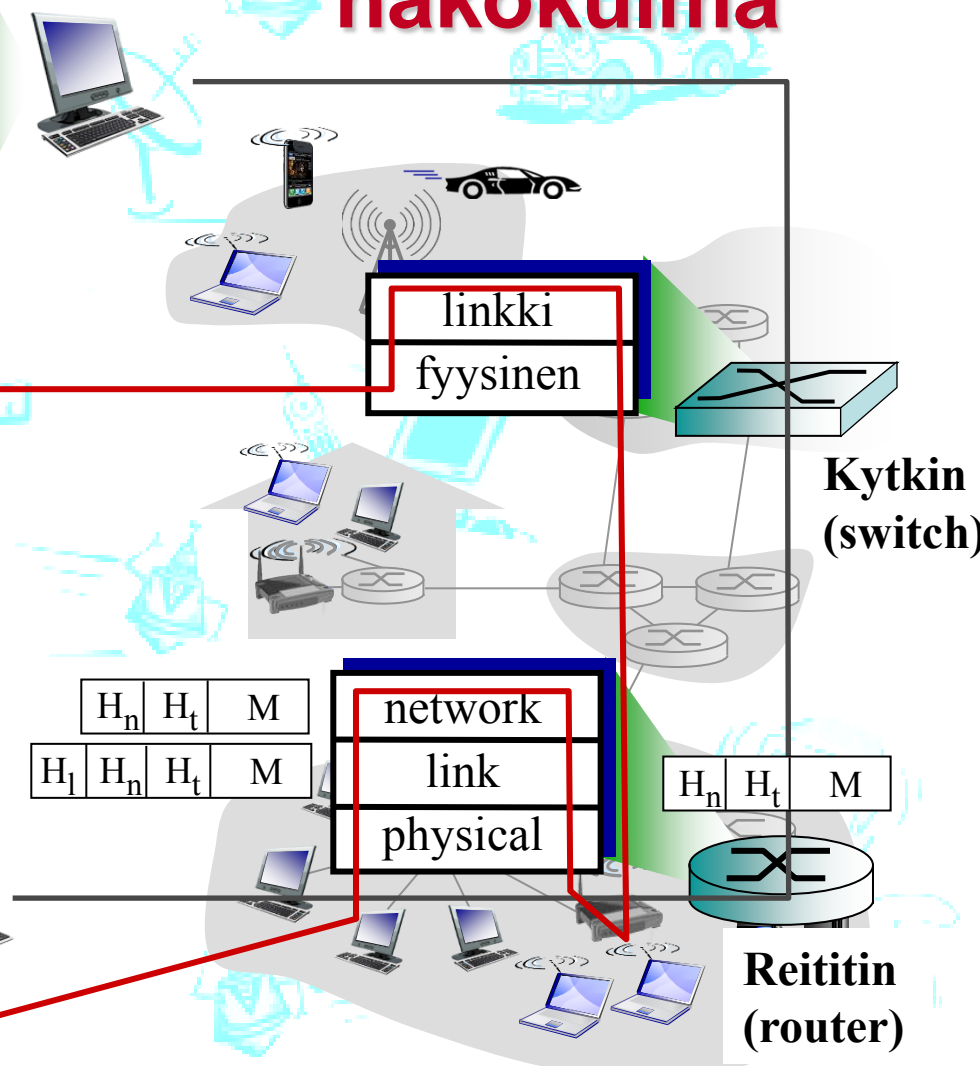 näkökulma
linkki
fyysinen
Kytkin
(switch)
Hn Ht M
network
Hl Hn Ht M
link
Hn Ht M
physical
Reititin
(router)